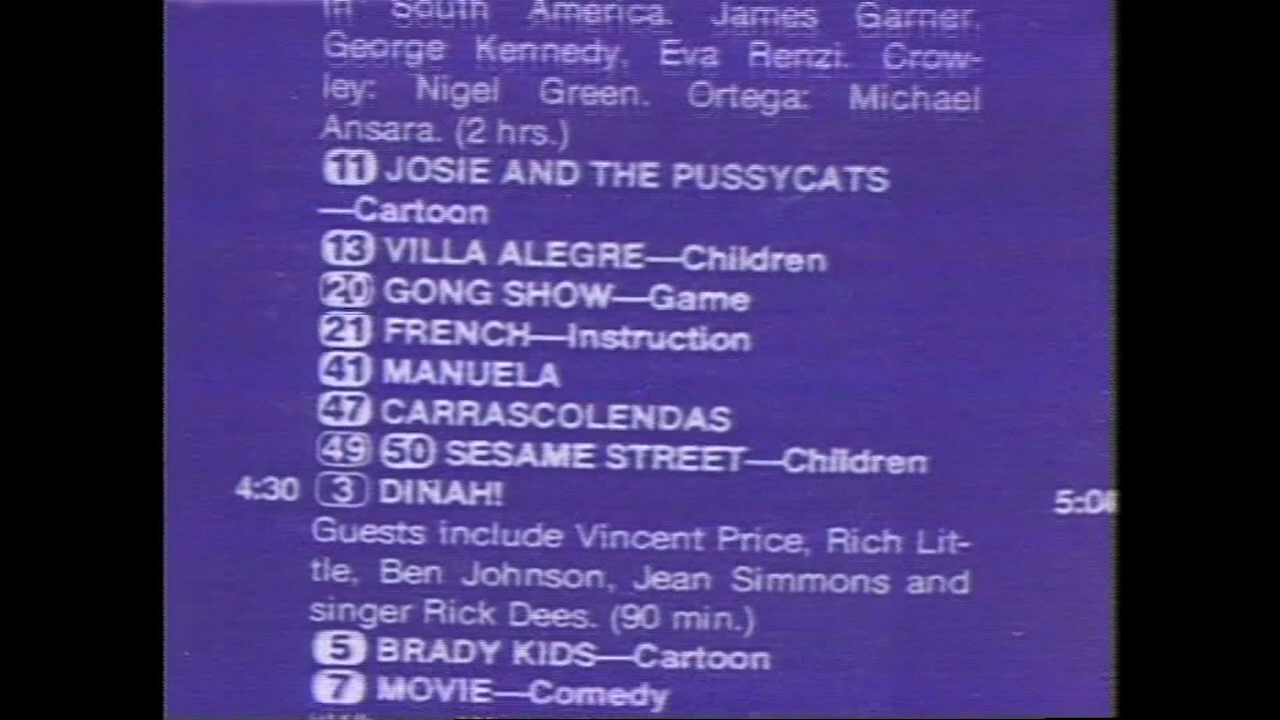 in South America. James Garner,
George Kennedy, Eva Renzi. Crow-
ley: Nigel Green. Ortega: Michael
Ansara. (2 hrs.)
11 JOSIE AND THE PUSSYCATS
—Cartoon
13 VILLA ALEGRE—Children
20 GONG SHOW—Game
21 FRENCH—Instruction
41 MANUELA
47 CARRASCOLENDAS
49 50 SESAME STREET—Children
4:30 3 DINAH!
Guests include Vincent Price, Rich Lit-
tle, Ben Johnson, Jean Simmons and
singer Rick Dees. (90 min.)
5 BRADY KIDS—Cartoon
7 MOVIE—Comedy